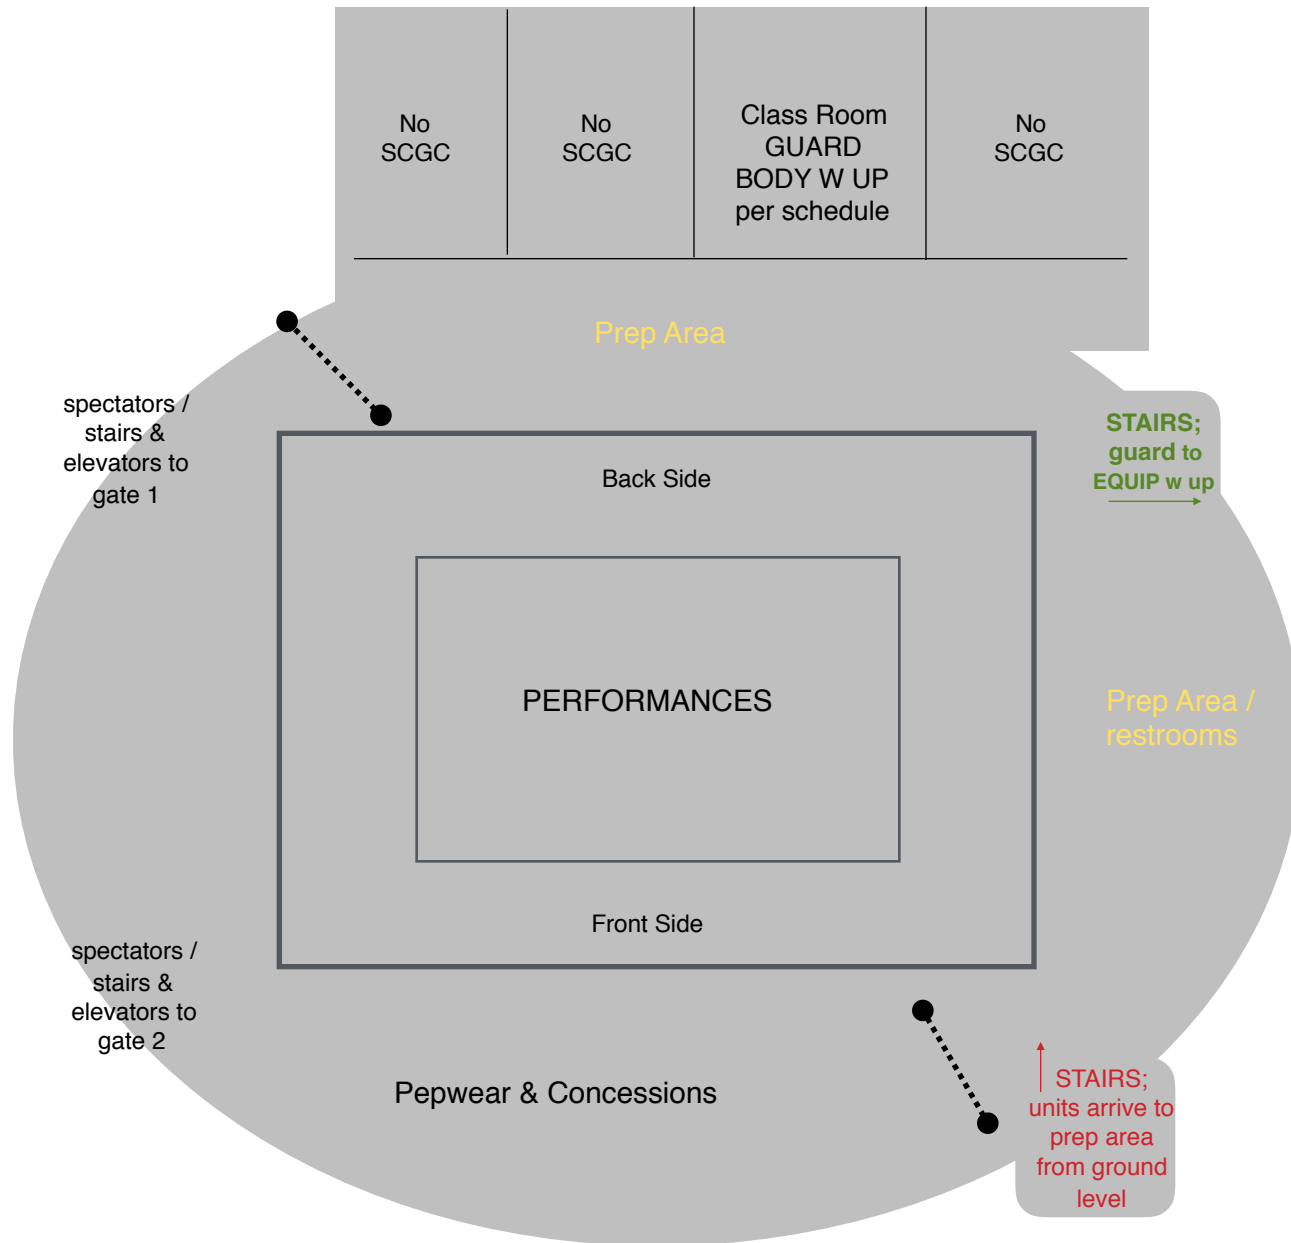 No
SCGC
No
SCGC
Class Room
GUARD
BODY W UP
per schedule
No
SCGC
Prep Area
spectators /
stairs &
elevators to
gate 1
STAIRS;
guard to
EQUIP w up
Back Side
PERFORMANCES
Prep Area /
restrooms
Front Side
spectators /
stairs &
elevators to
gate 2
Pepwear & Concessions
STAIRS;
units arrive to
prep area
from ground
level